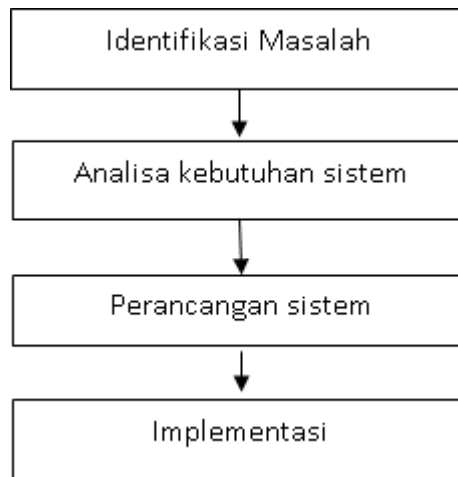 Identifikasi Masalah
Analisa kebutuhan sistem
Perancangan sistem
Implementasi